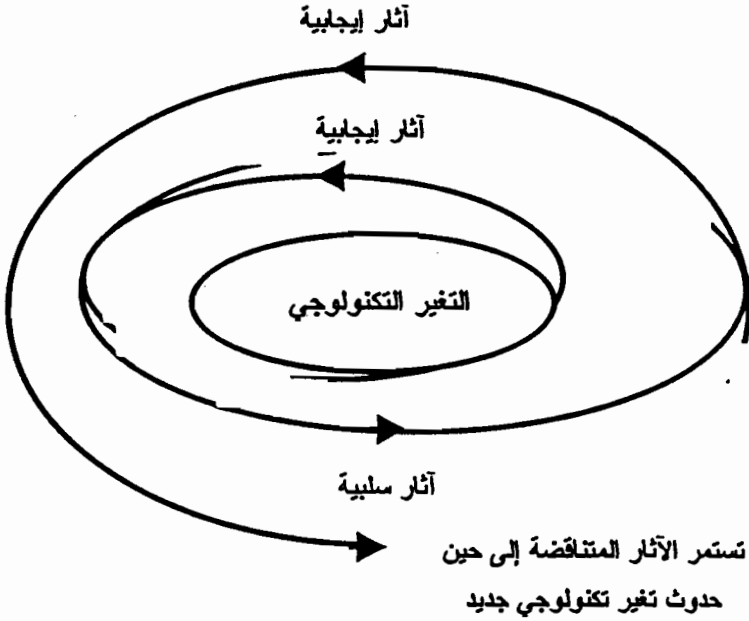 آثار إيجابية
آثار إيجابية
التغير التكنولوجي
آثار سلبية
تستمر الآثار المتناقضة إلى حين
حدوث تغير تكنولوجي جديد